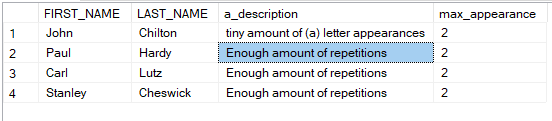 FIRST_NAME LAST_NAME a_description max_appearance
1 John Chilton tiny amount of (a) letter appearances 2
2 Paul Hardy Enough amount of repetitions 2
3 Carl Lutz Enough amount of repetitions 2
4 Stanley Cheswick Enough amount of repetitions 2